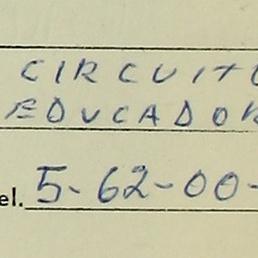 CIRCUITO
EDUCADOR
el. 5-62-00-